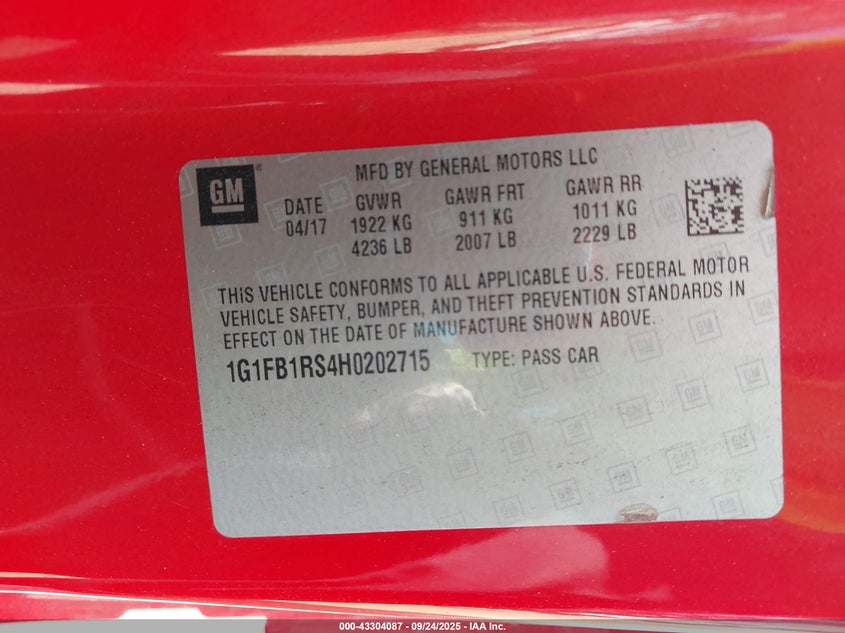 MFD BY GENERAL MOTORS LLC
GM
DATE GVWR GAWR FRT GAWR RR
04/17 1922 KG 911 KG 1011 KG
4236 LB 2007 LB 2229 LB
THIS VEHICLE CONFORMS TO ALL APPLICABLE U.S. FEDERAL MOTOR
VEHICLE SAFETY, BUMPER, AND THEFT PREVENTION STANDARDS IN
EFFECT ON THE DATE OF MANUFACTURE SHOWN ABOVE.
1G1FB1RS4H0202715 TYPE: PASS CAR
000-43304087 - 09/24/2025 - IAA Inc.